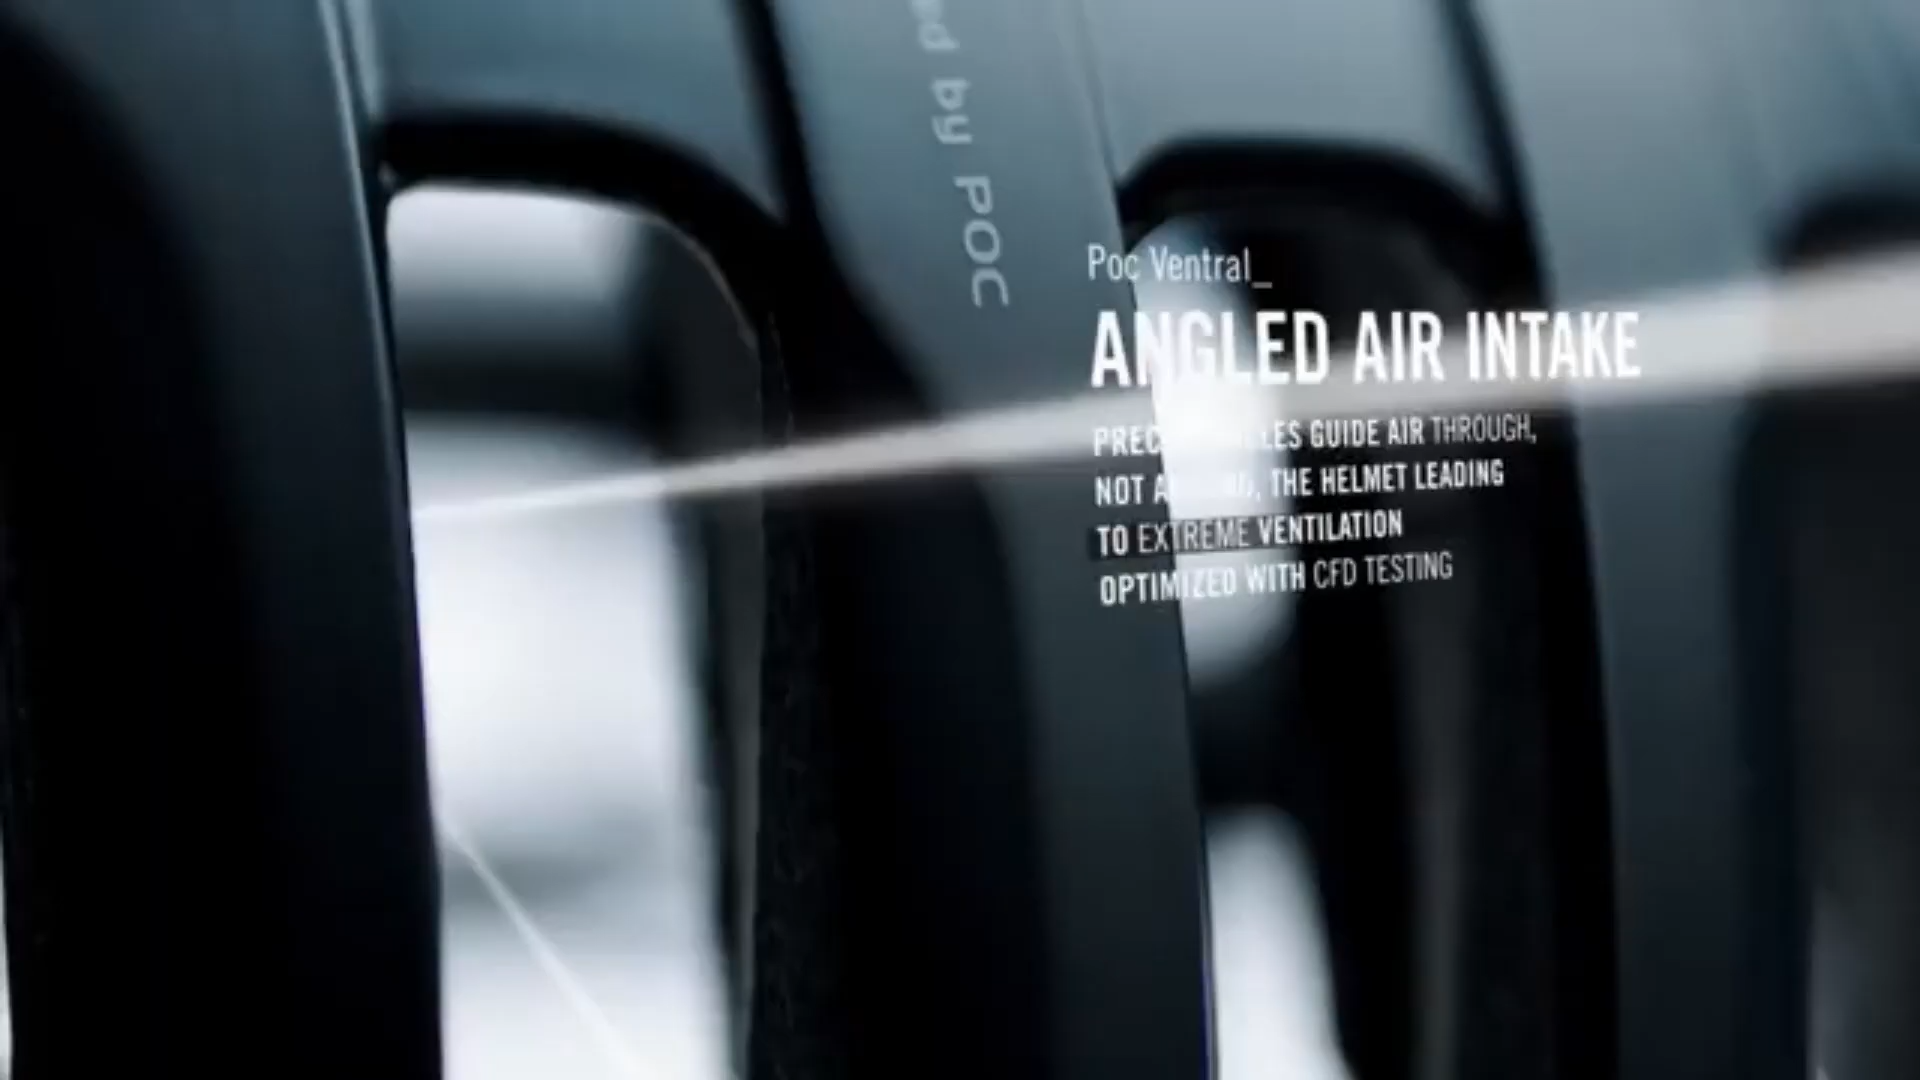 ed by POC
Poc Ventral_
ANGLED AIR INTAKE
GUIDE AIR THROUGH,
NOT THE HELMET LEADING
TO EXTREME VENTILATION
OPTIMIZED WITH CFD TESTING